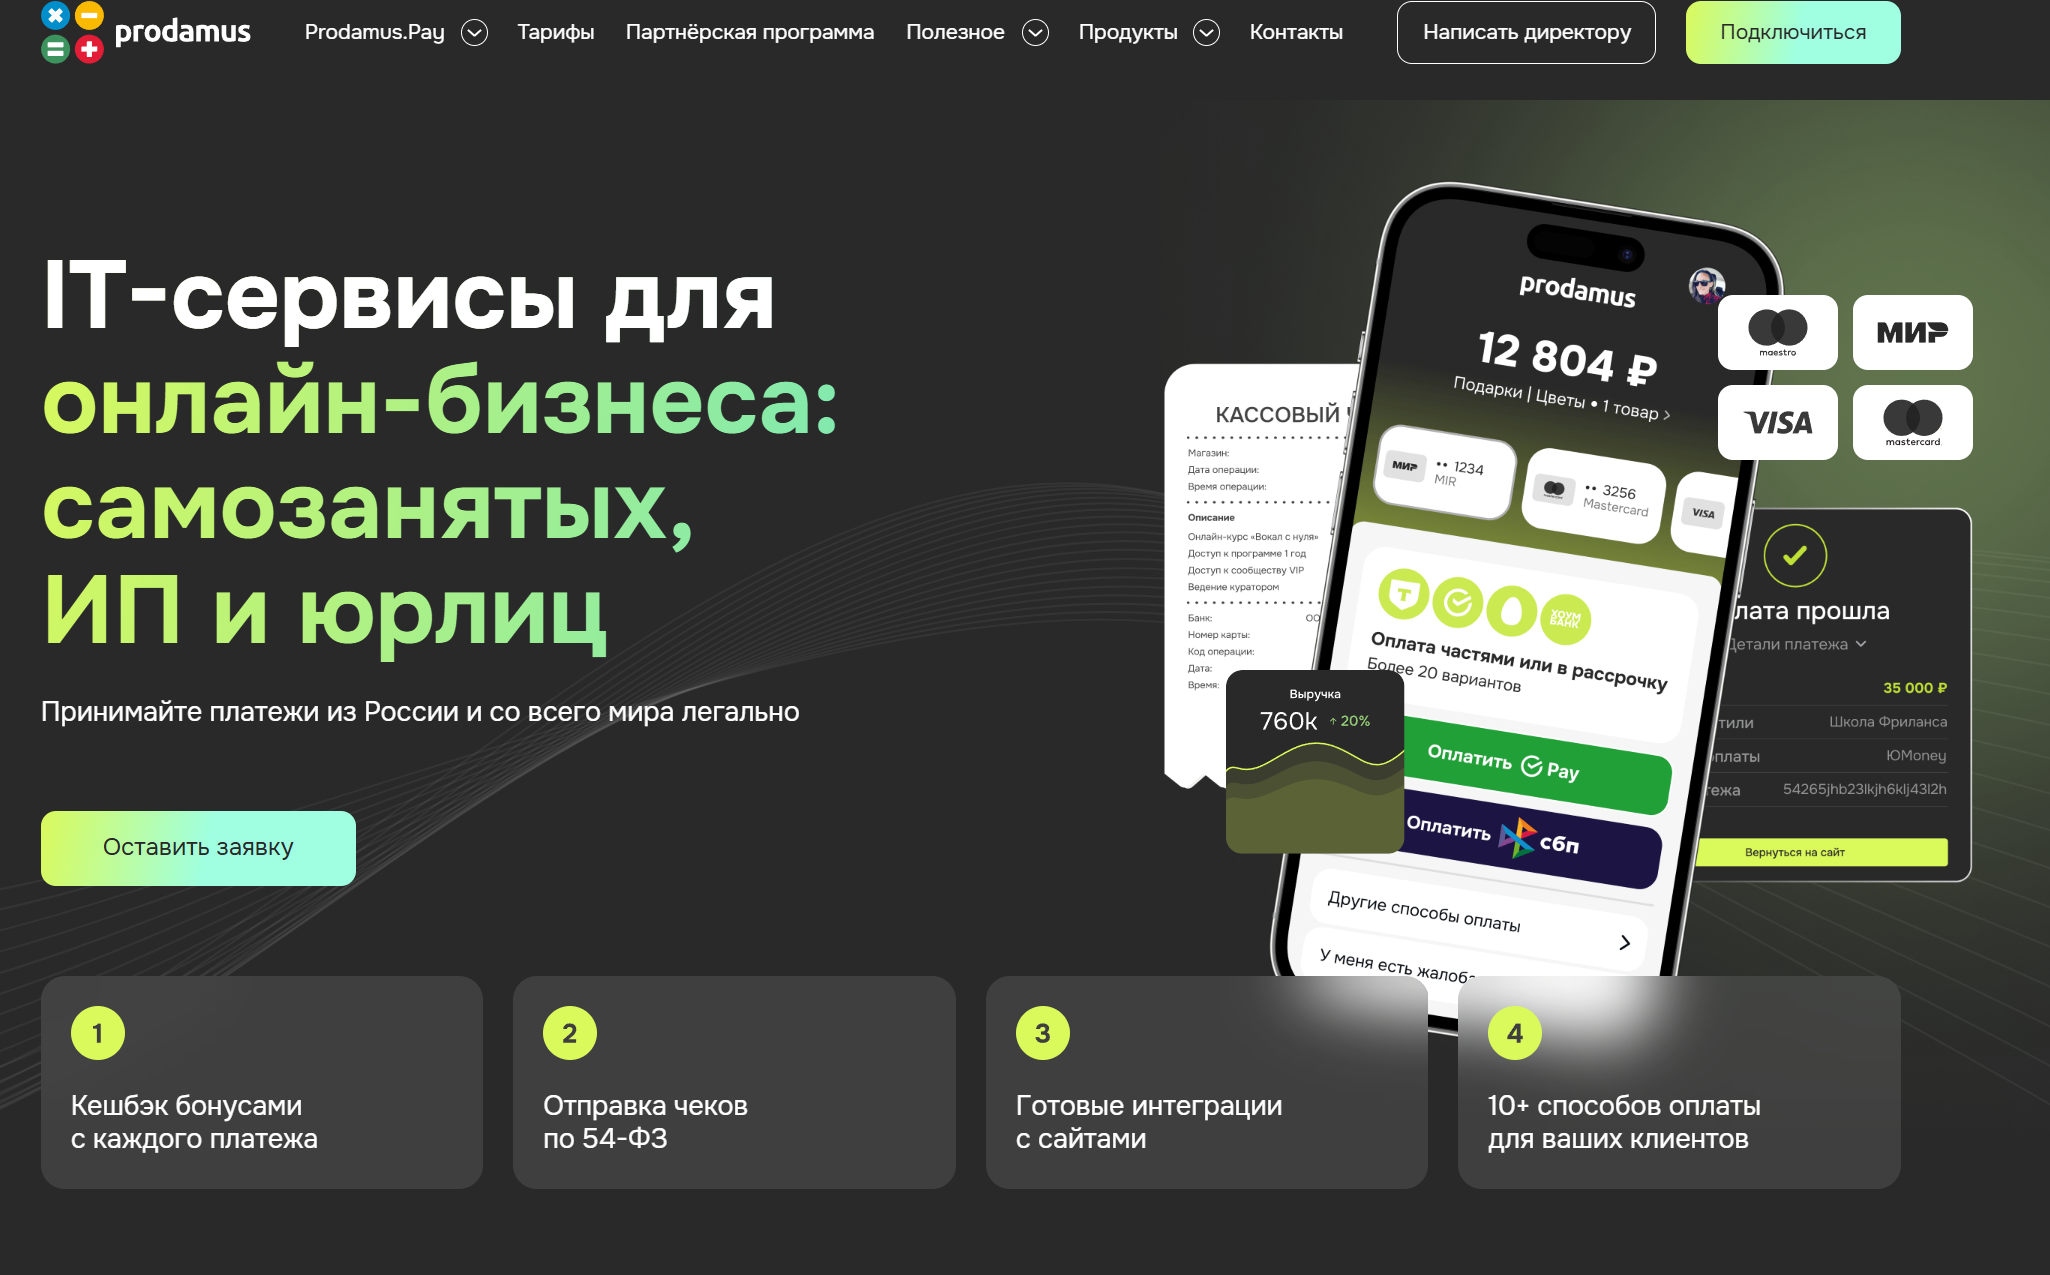 prodamus
Prodamus.Pay
Тарифы
Партнёрская программа
Полезное
Продукты
Контакты
Написать директору
Подключиться
IT-сервисы для
онлайн-бизнеса:
самозанятых,
ИП и юрлиц
Принимайте платежи из России и со всего мира легально
Оставить заявку
КАССОВЫЙ
Магазин:
Дата операции:
Время операции:
Описание
Онлайн-курс «Вокал с нуля»
Доступ к программе 1 год
Доступ к сообществу VIP
Ведение куратором
Банк: ОО
Номер карты:
Код операции:
Дата:
Время:
Выручка
760k ↑ 20%
prodamus
12 804 ₽
Подарки | Цветы • 1 товар >
МИР •• 1234
MIR
•• 3256
Mastercard
VISA
ХОУМ
БАНК
Оплата частями или в рассрочку
Более 20 вариантов
Оплатить Pay
Оплатить сбп
Другие способы оплаты
У меня есть жалоба
maestro
МИР
VISA
mastercard
лата прошла
Детали платежа
35 000 ₽
тили Школа Фриланса
оплаты ЮMoney
тежа 54265jhb23lkjh6klj43l2h
Вернуться на сайт
1
Кешбэк бонусами
с каждого платежа
2
Отправка чеков
по 54-ФЗ
3
Готовые интеграции
с сайтами
4
10+ способов оплаты
для ваших клиентов